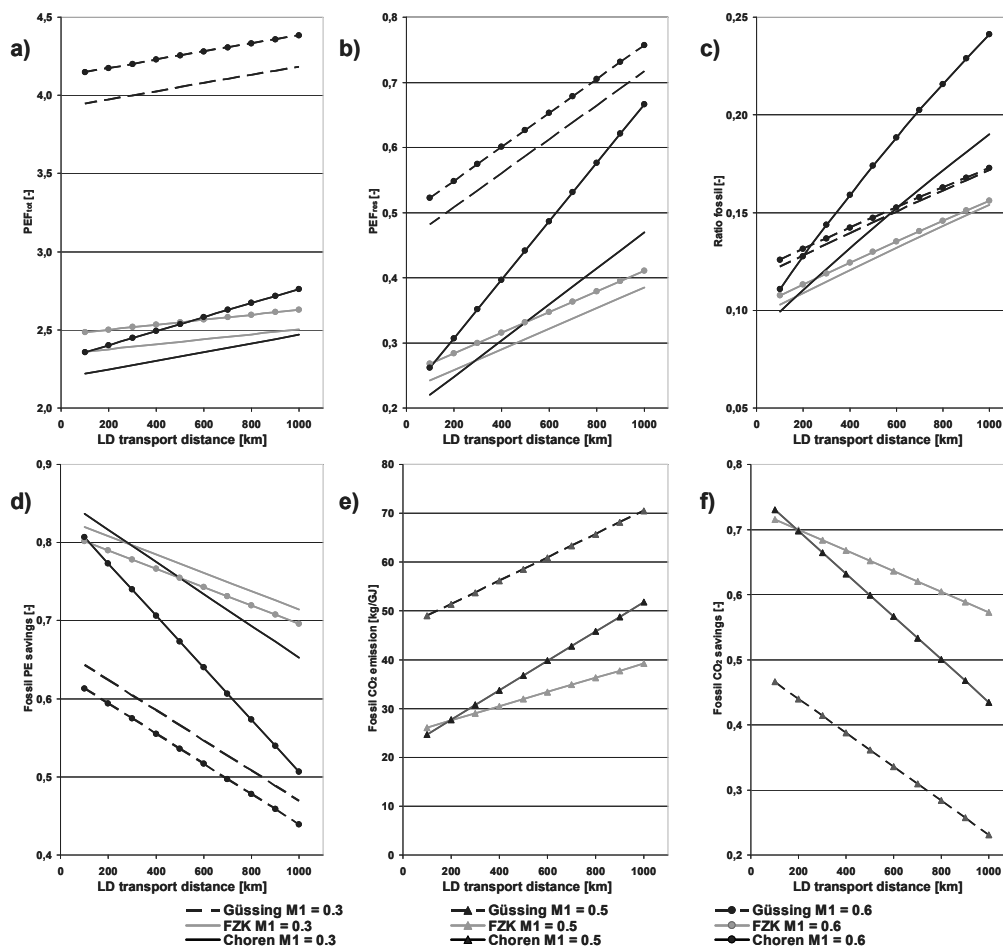 a)
PEFtot [-]
4,5
4,0
3,5
3,0
2,5
2,0
0 200 400 600 800 1000
LD transport distance [km]
b)
PEFres [-]
0,8
0,7
0,6
0,5
0,4
0,3
0,2
0 200 400 600 800 1000
LD transport distance [km]
c)
Ratio fossil [-]
0,25
0,20
0,15
0,10
0,05
0 200 400 600 800 1000
LD transport distance [km]
d)
Fossil PE savings [-]
0,9
0,8
0,7
0,6
0,5
0,4
0 200 400 600 800 1000
LD transport distance [km]
e)
Fossil CO₂ emission [kg/GJ]
80
70
60
50
40
30
20
10
0
0 200 400 600 800 1000
LD transport distance [km]
f)
Fossil CO₂ savings [-]
0,8
0,7
0,6
0,5
0,4
0,3
0,2
0 200 400 600 800 1000
LD transport distance [km]
Güssing M1 = 0.3
FZK M1 = 0.3
Choren M1 = 0.3
Güssing M1 = 0.5
FZK M1 = 0.5
Choren M1 = 0.5
Güssing M1 = 0.6
FZK M1 = 0.6
Choren M1 = 0.6